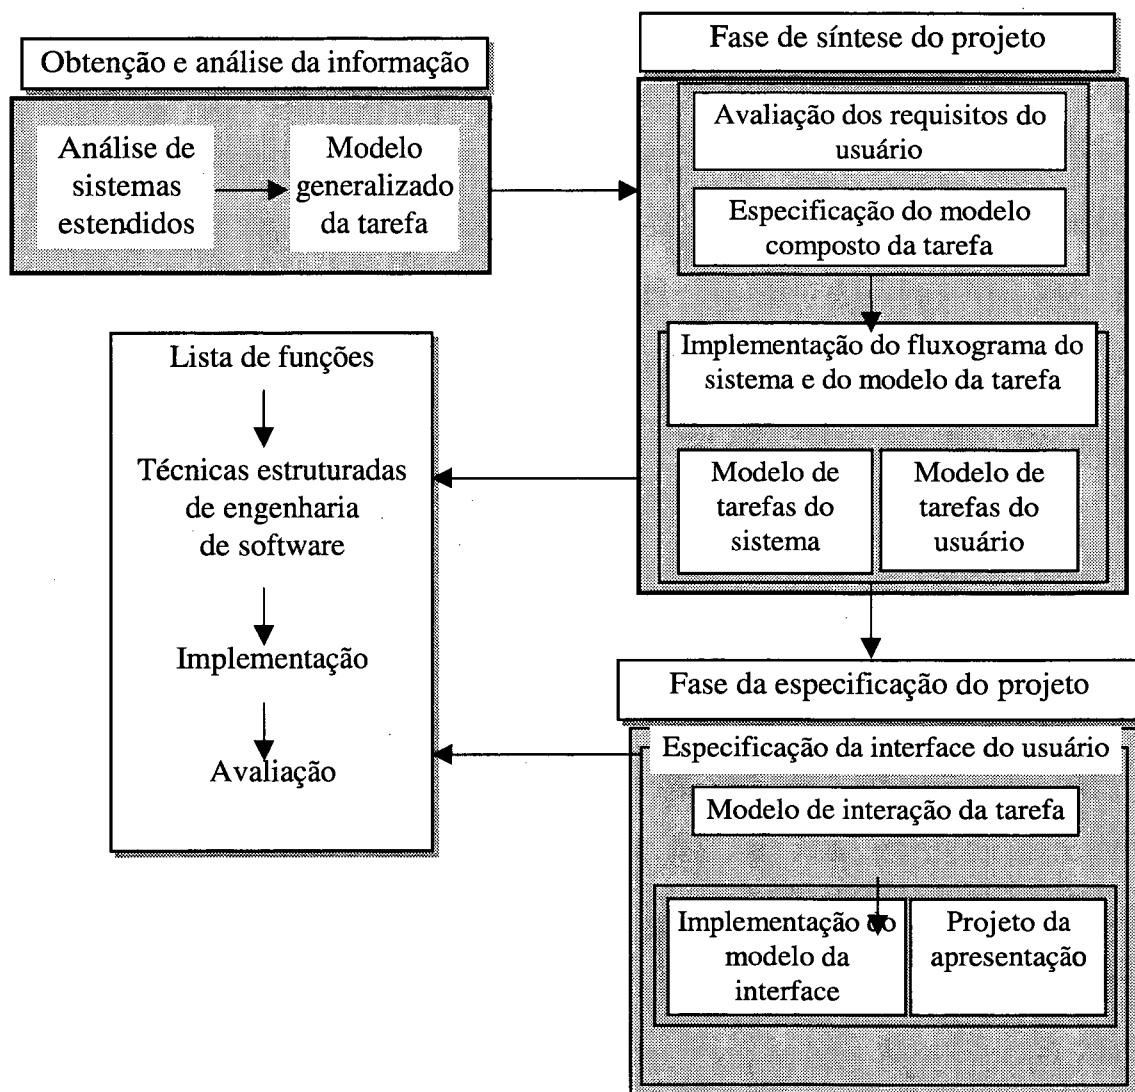 Obtenção e análise da informação
Análise de
sistemas
estendidos
Modelo
generalizado
da tarefa
Fase de síntese do projeto
Avaliação dos requisitos do
usuário
Especificação do modelo
composto da tarefa
Implementação do fluxograma do
sistema e do modelo da tarefa
Modelo de
tarefas do
sistema
Modelo de
tarefas do
usuário
Lista de funções
Técnicas estruturadas
de engenharia
de software
Implementação
Avaliação
Fase da especificação do projeto
Especificação da interface do usuário
Modelo de interação da tarefa
Implementação do
modelo da
interface
Projeto da
apresentação